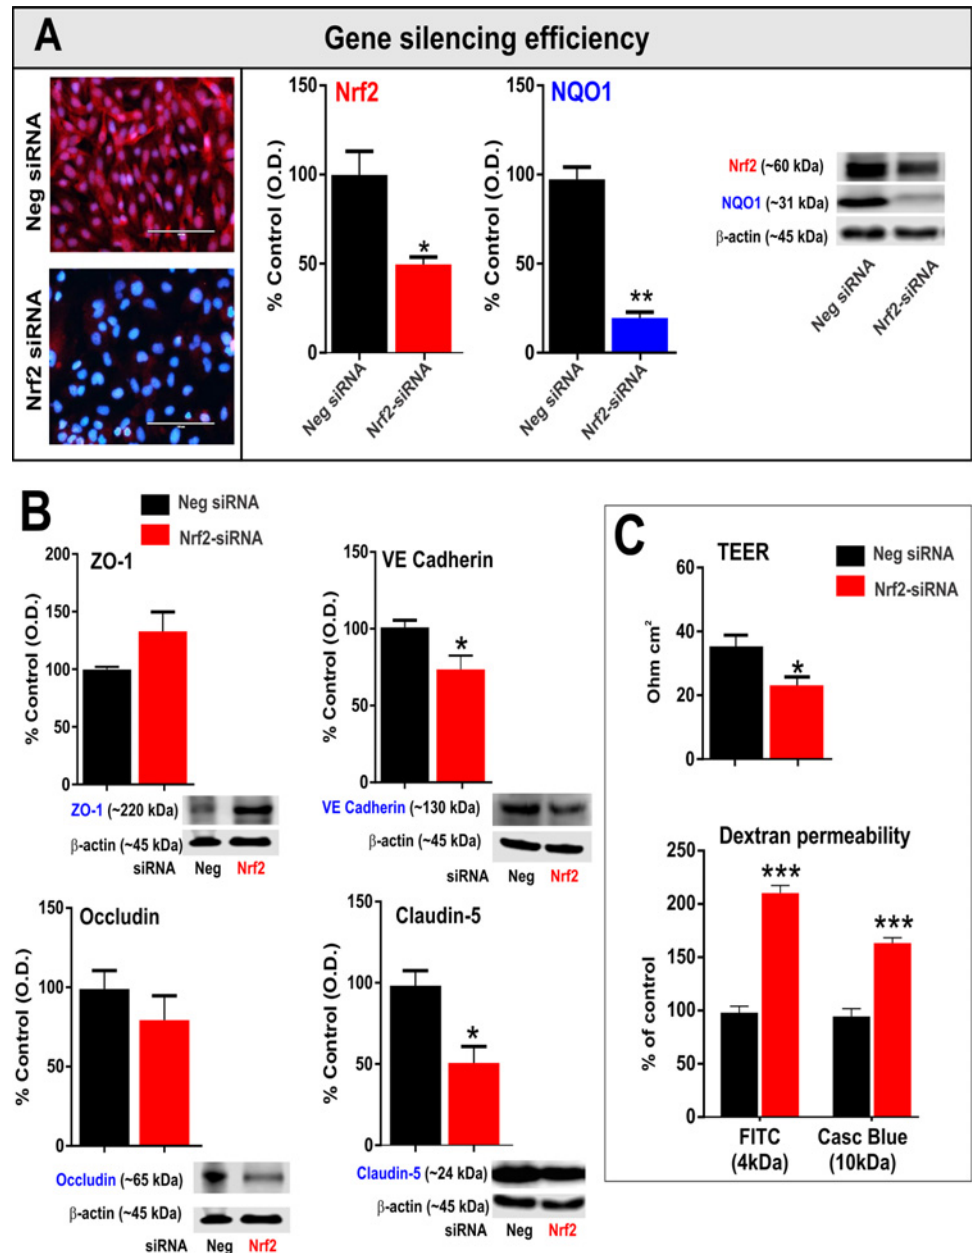 A
Gene silencing efficiency
Neg siRNA
Nrf2 siRNA
Nrf2
% Control (O.D.)
150
100
50
0
Neg siRNA
Nrf2-siRNA
*
NQO1
% Control (O.D.)
150
100
50
0
Neg siRNA
Nrf2-siRNA
**
Nrf2 (~60 kDa)
NQO1 (~31 kDa)
β-actin (~45 kDa)
Neg siRNA
Nrf2-siRNA
B
Neg siRNA
Nrf2-siRNA
ZO-1
% Control (O.D.)
200
150
100
50
0
ZO-1 (~220 kDa)
β-actin (~45 kDa)
siRNA Neg Nrf2
VE Cadherin
% Control (O.D.)
150
100
50
0
*
VE Cadherin (~130 kDa)
β-actin (~45 kDa)
siRNA Neg Nrf2
Occludin
% Control (O.D.)
150
100
50
0
Occludin (~65 kDa)
β-actin (~45 kDa)
siRNA Neg Nrf2
Claudin-5
% Control (O.D.)
150
100
50
0
*
Claudin-5 (~24 kDa)
β-actin (~45 kDa)
siRNA Neg Nrf2
C
TEER
Neg siRNA
Nrf2-siRNA
Ohm cm²
60
40
20
0
*
Dextran permeability
% of control
250
200
150
100
50
0
***
***
FITC
(4kDa)
Casc Blue
(10kDa)